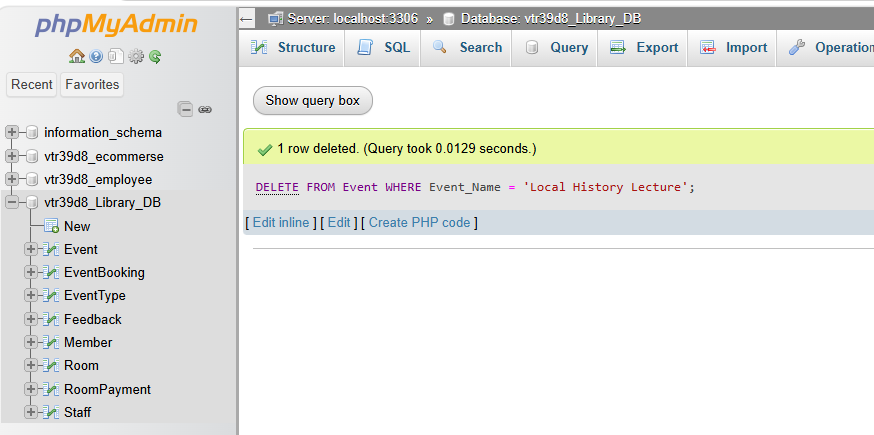 phpMyAdmin
Recent Favorites
information_schema
vtr39d8_ecommerse
vtr39d8_employee
vtr39d8_Library_DB
New
Event
EventBooking
EventType
Feedback
Member
Room
RoomPayment
Staff
Server: localhost:3306 » Database: vtr39d8_Library_DB
Structure SQL Search Query Export Import Operation
Show query box
1 row deleted. (Query took 0.0129 seconds.)
DELETE FROM Event WHERE Event_Name = 'Local History Lecture';
[ Edit inline ] [ Edit ] [ Create PHP code ]